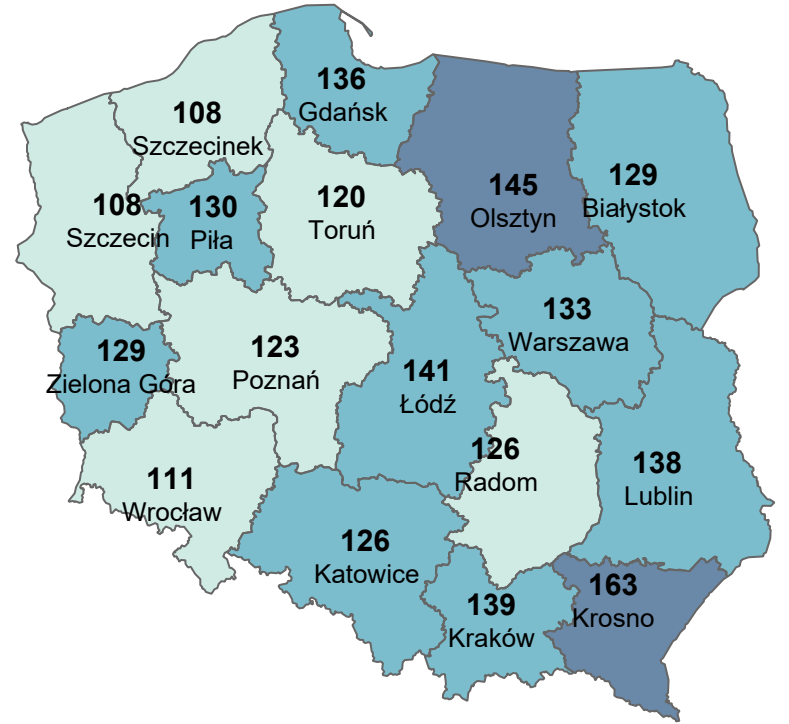 136
Gdańsk
108
Szczecinek
145
Olsztyn
129
Białystok
120
Toruń
108
Szczecin
130
Piła
133
Warszawa
129
Zielona Góra
123
Poznań
141
Łódź
126
Radom
138
Lublin
111
Wrocław
126
Katowice
139
Kraków
163
Krosno